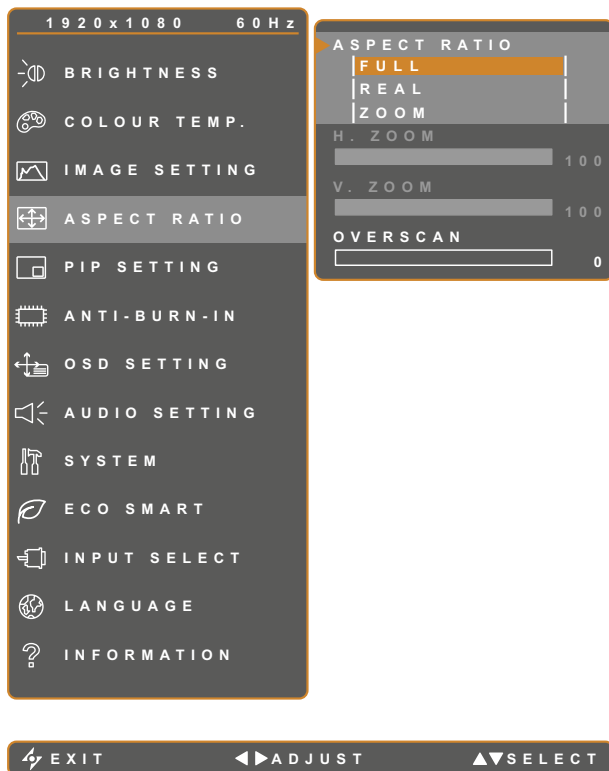 1920x1080 60Hz
BRIGHTNESS
COLOUR TEMP.
IMAGE SETTING
ASPECT RATIO
PIP SETTING
ANTI-BURN-IN
OSD SETTING
AUDIO SETTING
SYSTEM
ECO SMART
INPUT SELECT
LANGUAGE
INFORMATION
ASPECT RATIO
FULL
REAL
ZOOM
H. ZOOM
100
V. ZOOM
100
OVERSCAN
0
EXIT ADJUST SELECT